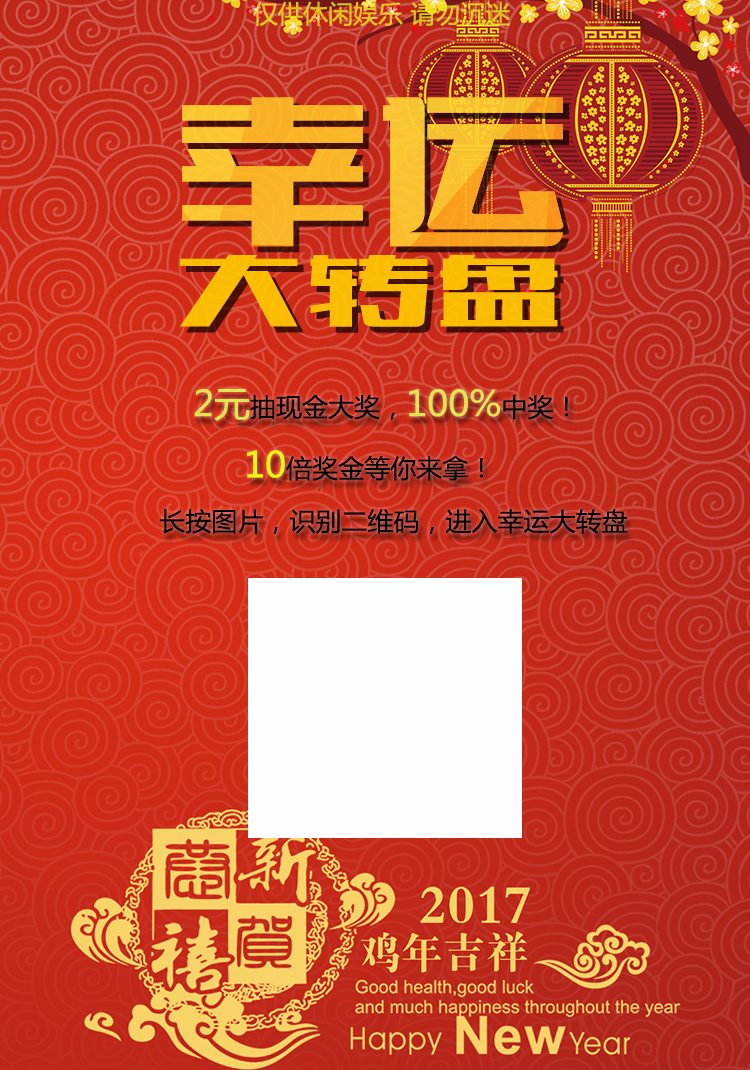 仅供休闲娱乐 请勿沉迷
幸运
大转盘
2元抽现金大奖，100%中奖！
10倍奖金等你来拿！
长按图片，识别二维码，进入幸运大转盘
恭新
禧賀
2017
鸡年吉祥
Good health,good luck
and much happiness throughout the year
Happy New Year